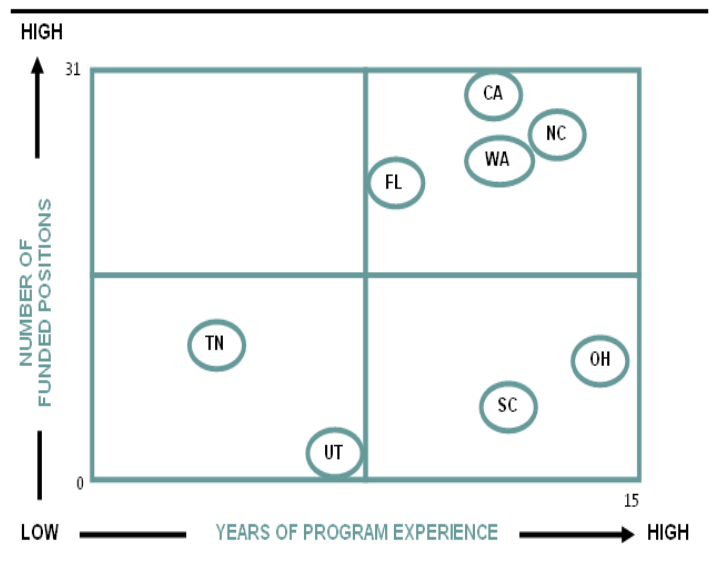 HIGH
31
CA
NC
WA
FL
NUMBER OF
FUNDED POSITIONS
TN
OH
SC
UT
0
15
LOW
YEARS OF PROGRAM EXPERIENCE
HIGH